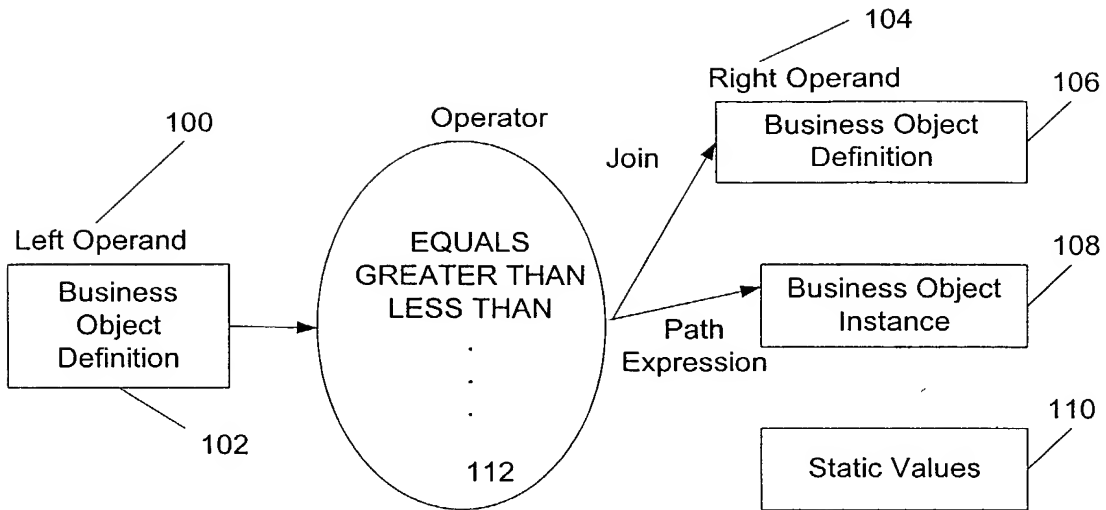 104
Right Operand
106
100
Operator
Business Object
Definition
Join
Left Operand
EQUALS
GREATER THAN
LESS THAN
.
.
.
108
Business
Object
Definition
Business Object
Instance
Path
Expression
110
102
112
Static Values